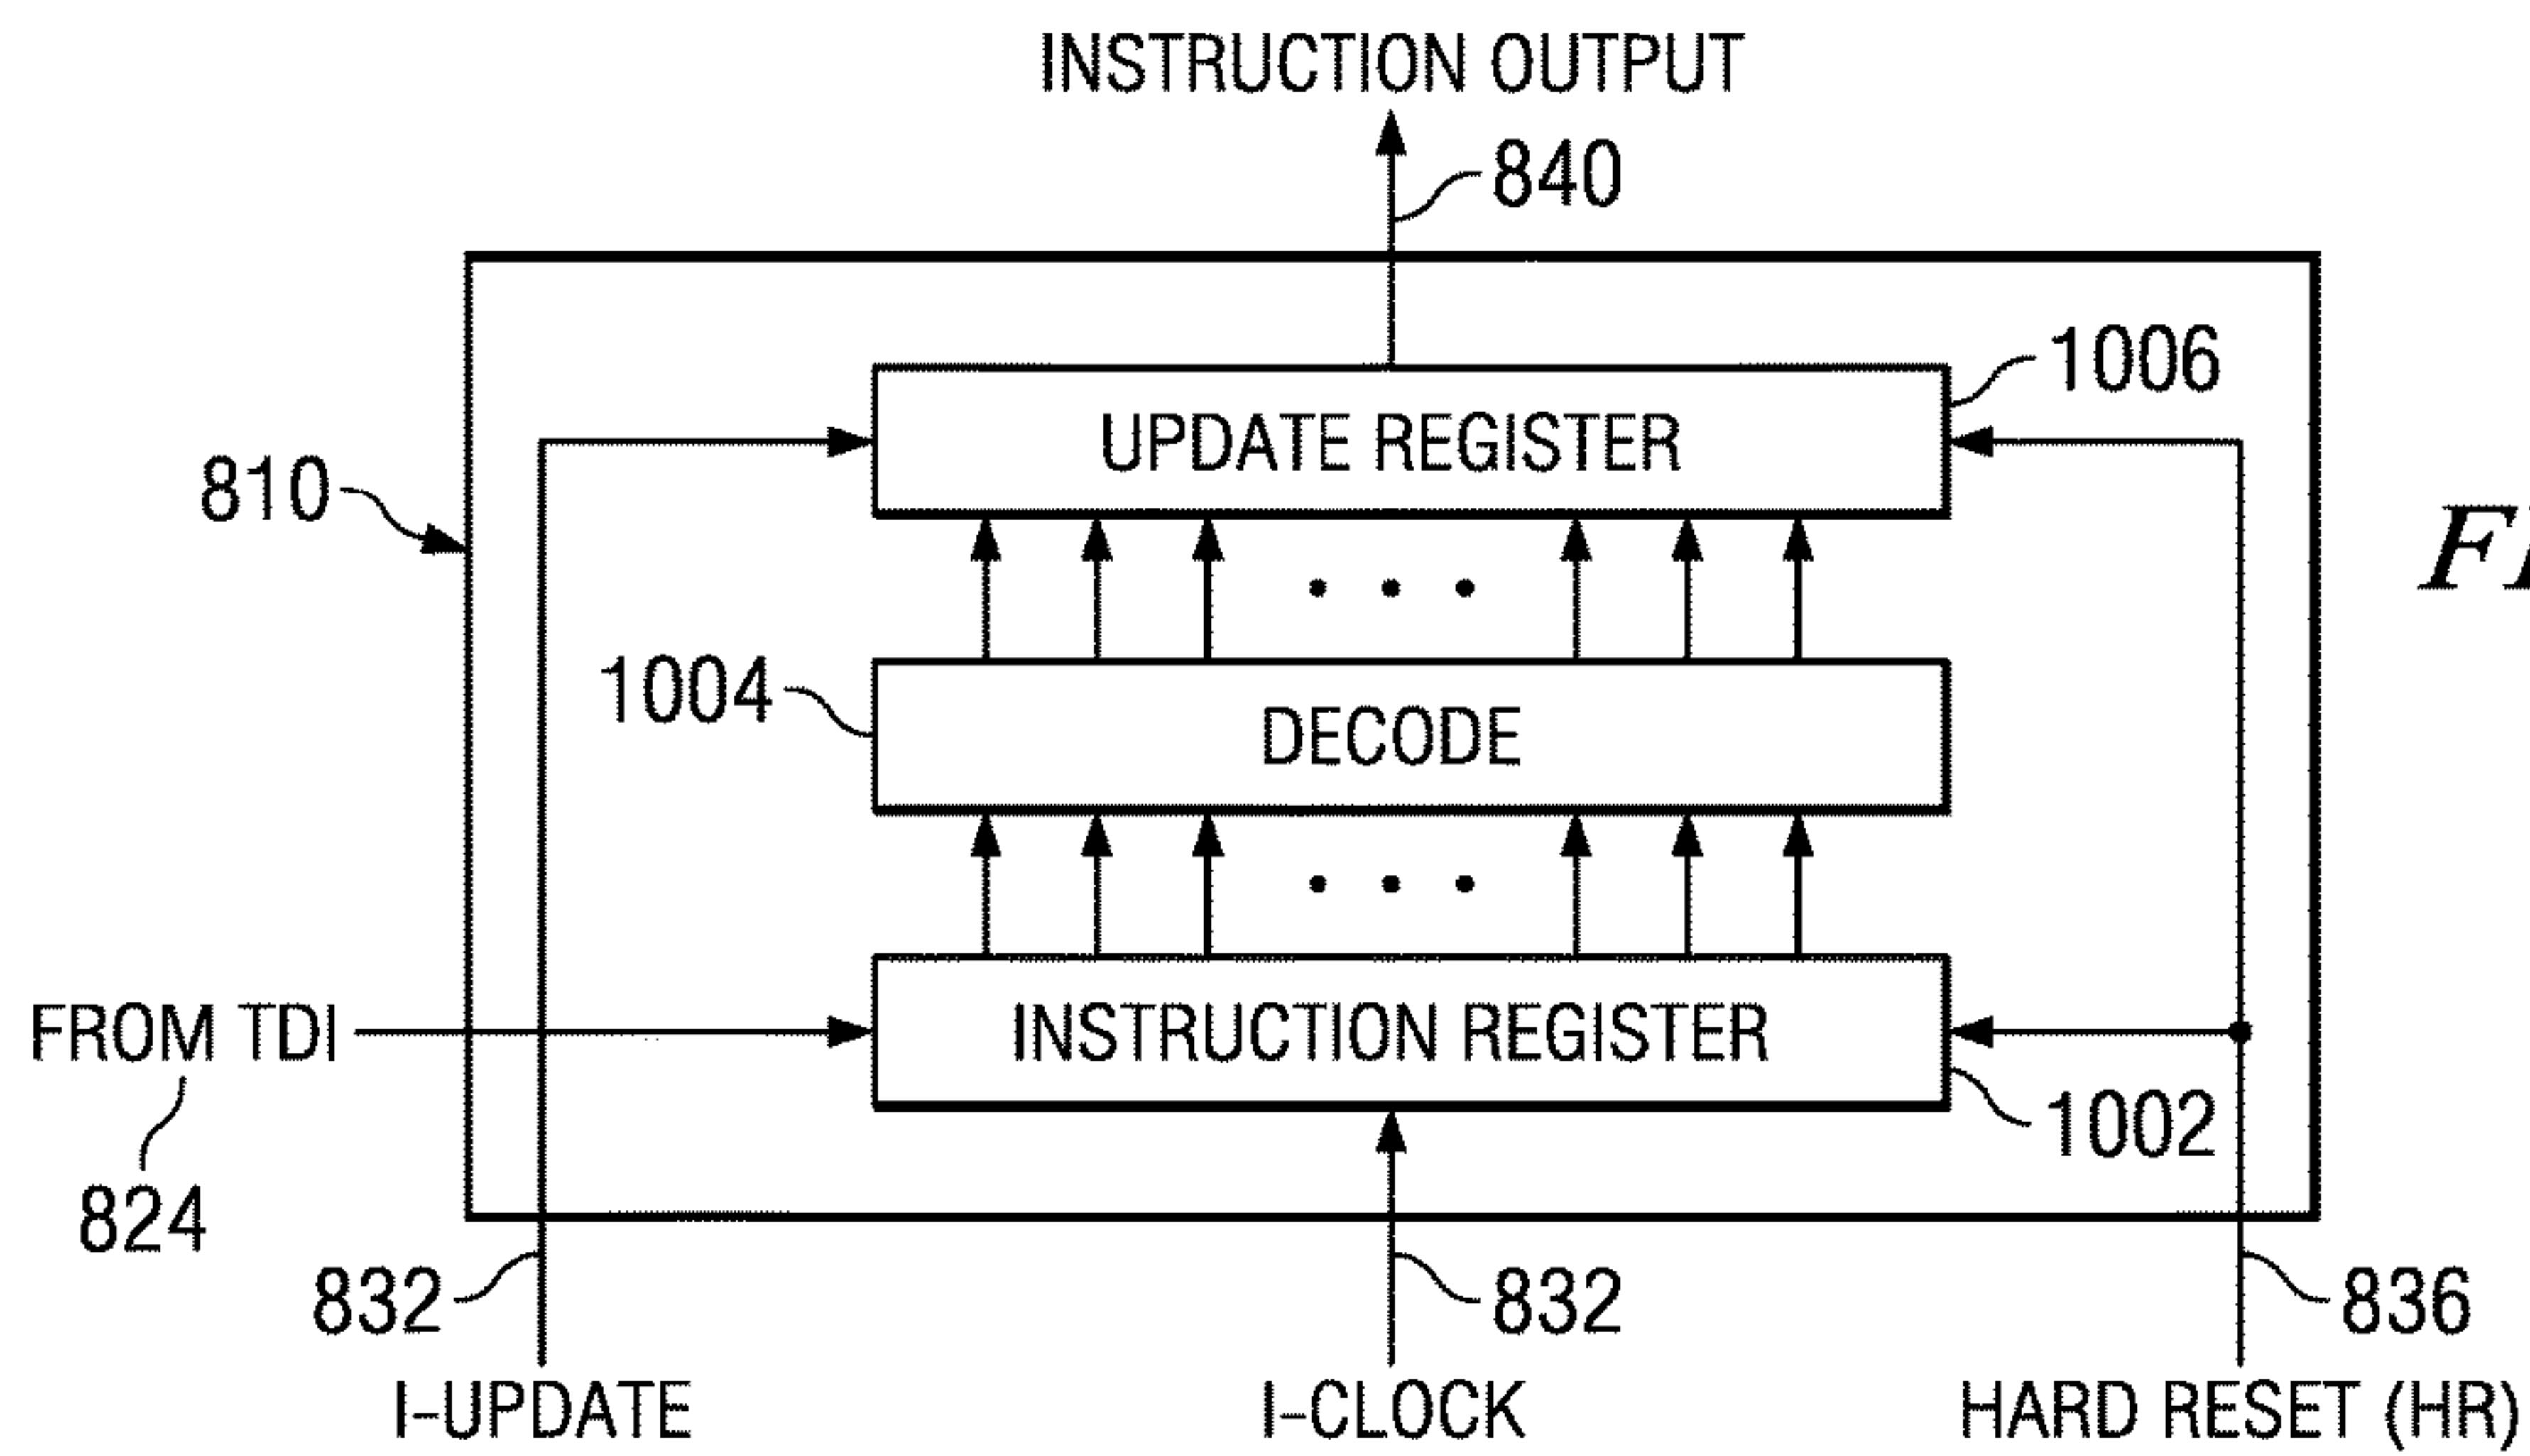 INSTRUCTION OUTPUT
840
1006
UPDATE REGISTER
810
1004
DECODE
FROM TDI
INSTRUCTION REGISTER
1002
824
832
832
836
I-UPDATE
I-CLOCK
HARD RESET (HR)